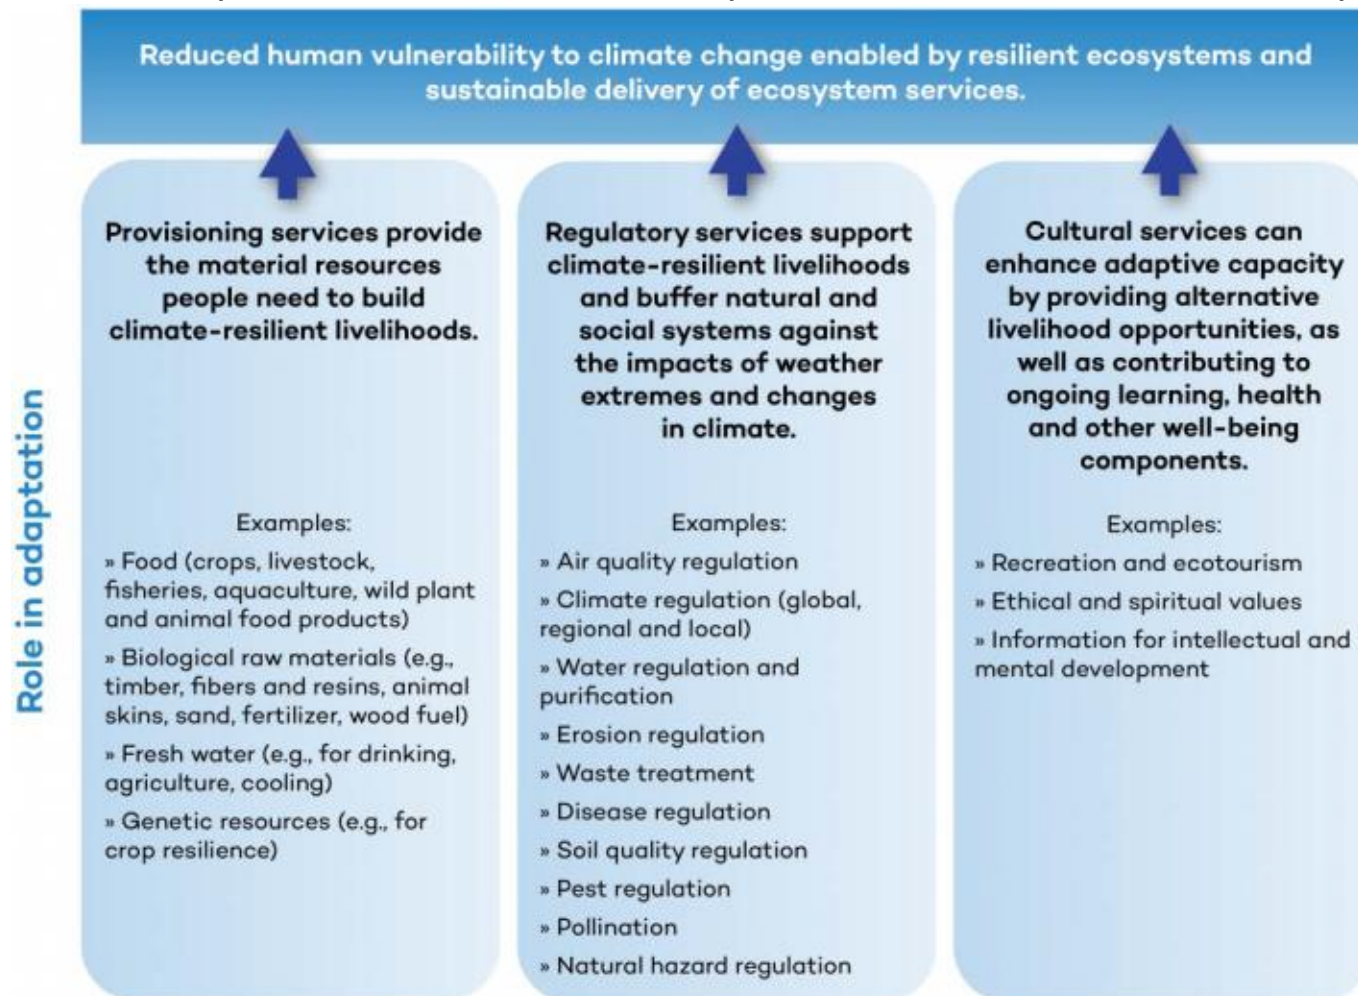 Reduced human vulnerability to climate change enabled by resilient ecosystems and
sustainable delivery of ecosystem services.
Role in adaptation
Provisioning services provide
the material resources
people need to build
climate-resilient livelihoods.
Examples:
» Food (crops, livestock,
fisheries, aquaculture, wild plant
and animal food products)
» Biological raw materials (e.g.,
timber, fibers and resins, animal
skins, sand, fertilizer, wood fuel)
» Fresh water (e.g., for drinking,
agriculture, cooling)
» Genetic resources (e.g., for
crop resilience)
Regulatory services support
climate-resilient livelihoods
and buffer natural and
social systems against
the impacts of weather
extremes and changes
in climate.
Examples:
» Air quality regulation
» Climate regulation (global,
regional and local)
» Water regulation and
purification
» Erosion regulation
» Waste treatment
» Disease regulation
» Soil quality regulation
» Pest regulation
» Pollination
» Natural hazard regulation
Cultural services can
enhance adaptive capacity
by providing alternative
livelihood opportunities, as
well as contributing to
ongoing learning, health
and other well-being
components.
Examples:
» Recreation and ecotourism
» Ethical and spiritual values
» Information for intellectual and
mental development